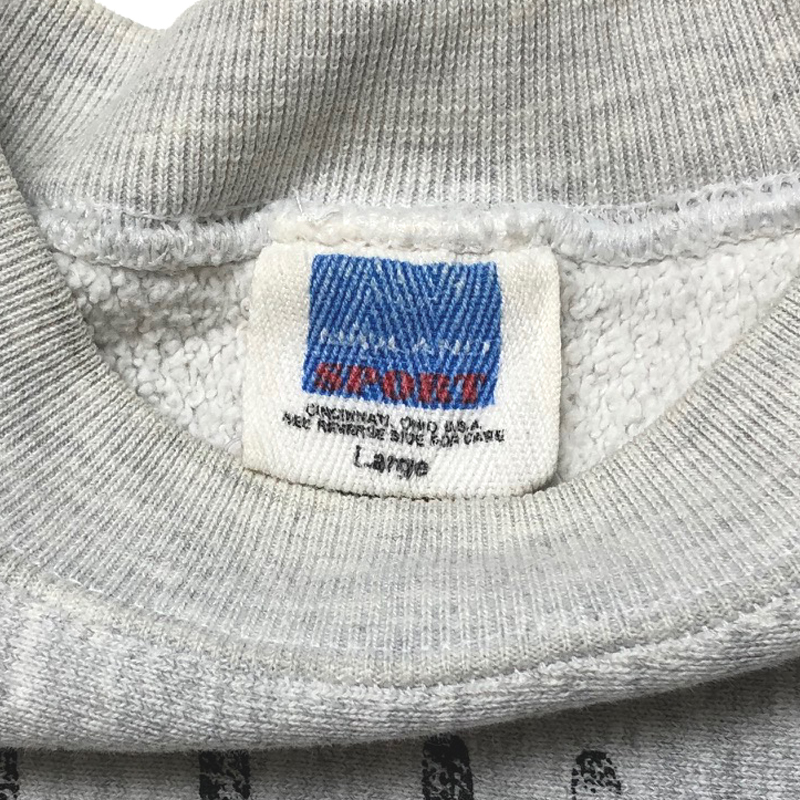 SPORT
CINCINNATI, OHIO U.S.A.
SEE REVERSE SIDE FOR CARE
Large